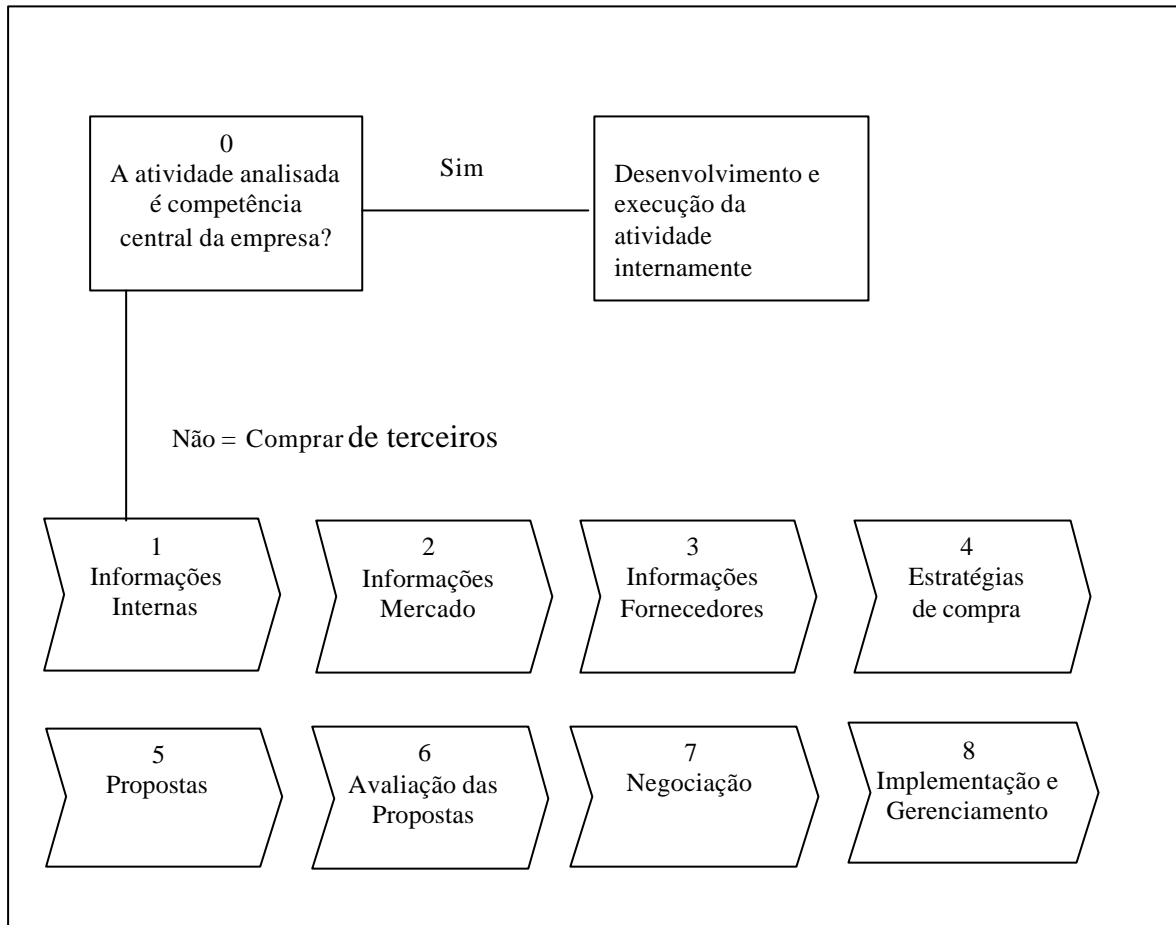 0
A atividade analisada
é competência
central da empresa?
Sim
Desenvolvimento e
execução da
atividade
internamente
Não = Comprar de terceiros
1
Informações
Internas
2
Informações
Mercado
3
Informações
Fornecedores
4
Estratégias
de compra
5
Propostas
6
Avaliação das
Propostas
7
Negociação
8
Implementação e
Gerenciamento